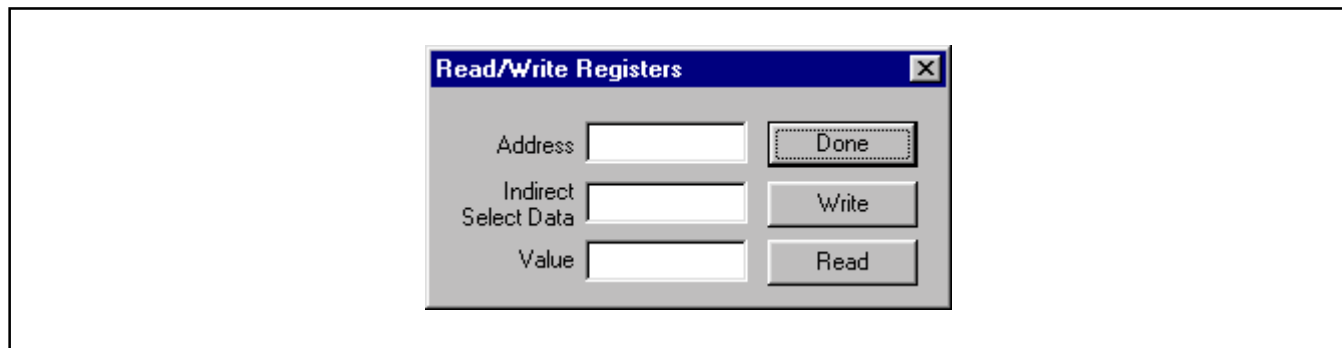 Read/Write Registers
Address
Done
Indirect
Select Data
Write
Value
Read